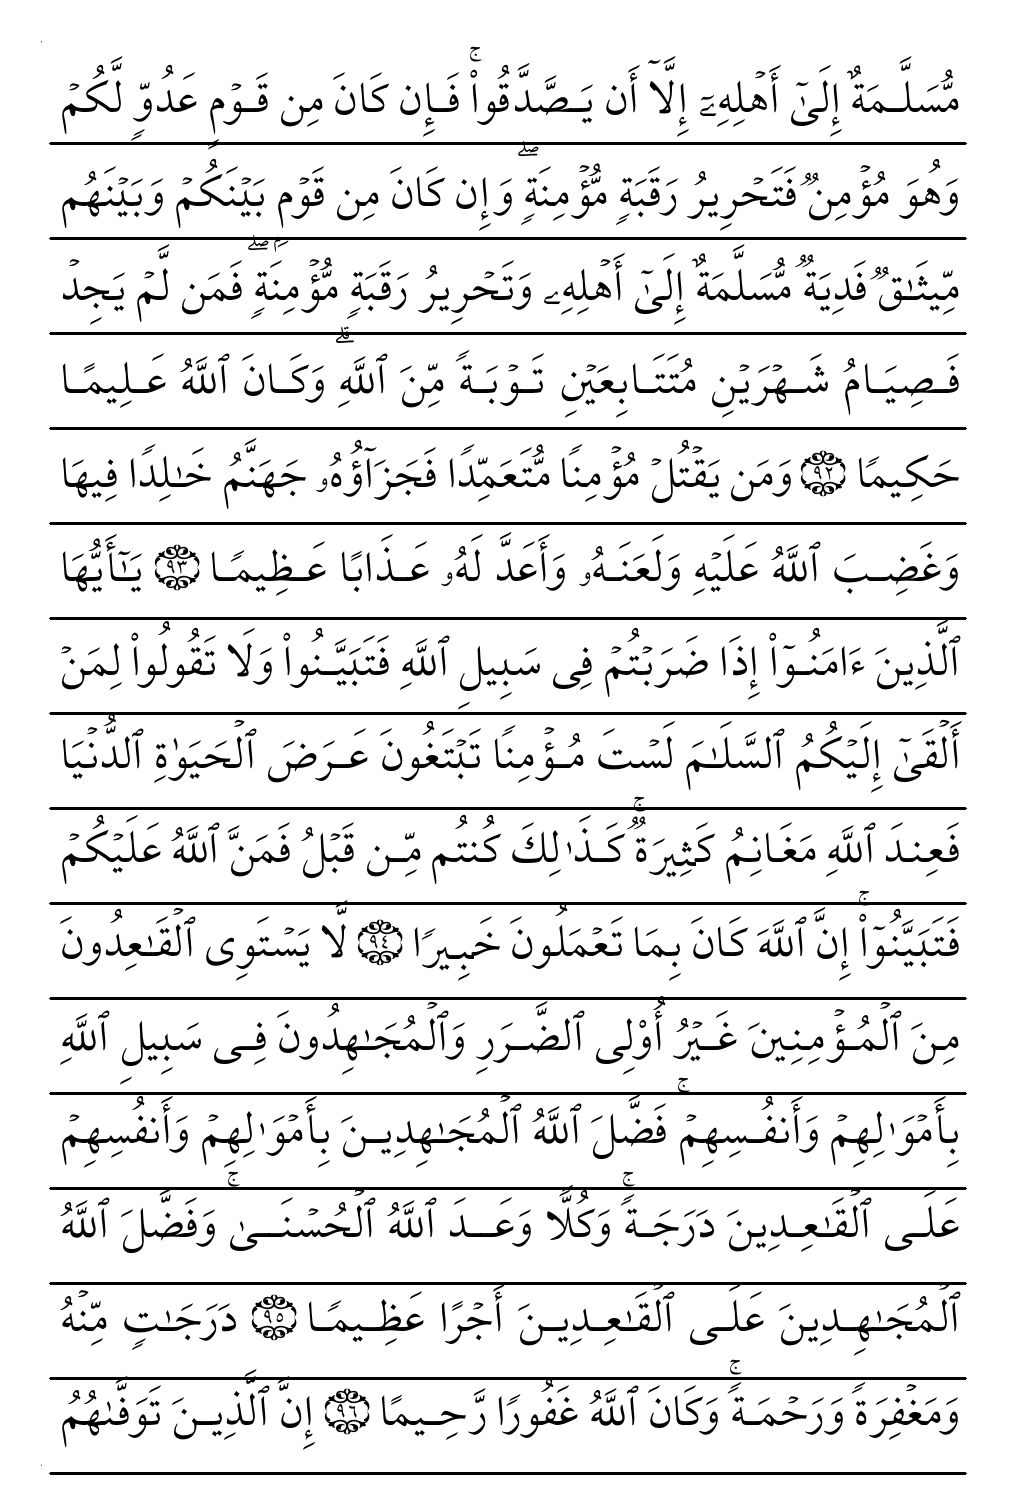 مُّسَلَّمَةٌ إِلَىٰٓ أَهْلِهِۦٓ إِلَّآ أَن يَصَّدَّقُوا۟ ۚ فَإِن كَانَ مِن قَوْمٍ عَدُوٍّ لَّكُمْ
وَهُوَ مُؤْمِنٌ فَتَحْرِيرُ رَقَبَةٍ مُّؤْمِنَةٍ ۖ وَإِن كَانَ مِن قَوْمٍۭ بَيْنَكُمْ وَبَيْنَهُم
مِّيثَـٰقٌ فَدِيَةٌ مُّسَلَّمَةٌ إِلَىٰٓ أَهْلِهِۦ وَتَحْرِيرُ رَقَبَةٍ مُّؤْمِنَةٍ ۖ فَمَن لَّمْ يَجِدْ
فَصِيَامُ شَهْرَيْنِ مُتَتَابِعَيْنِ تَوْبَةً مِّنَ ٱللَّهِ ۗ وَكَانَ ٱللَّهُ عَلِيمًا
حَكِيمًا ٩٢ وَمَن يَقْتُلْ مُؤْمِنًا مُّتَعَمِّدًا فَجَزَآؤُهُۥ جَهَنَّمُ خَـٰلِدًا فِيهَا
وَغَضِبَ ٱللَّهُ عَلَيْهِ وَلَعَنَهُۥ وَأَعَدَّ لَهُۥ عَذَابًا عَظِيمًا ٩٣ يَـٰٓأَيُّهَا
ٱلَّذِينَ ءَامَنُوٓا۟ إِذَا ضَرَبْتُمْ فِى سَبِيلِ ٱللَّهِ فَتَبَيَّنُوا۟ وَلَا تَقُولُوا۟ لِمَنْ
أَلْقَىٰٓ إِلَيْكُمُ ٱلسَّلَـٰمَ لَسْتَ مُؤْمِنًا تَبْتَغُونَ عَرَضَ ٱلْحَيَوٰةِ ٱلدُّنْيَا
فَعِندَ ٱللَّهِ مَغَانِمُ كَثِيرَةٌ ۚ كَذَٰلِكَ كُنتُم مِّن قَبْلُ فَمَنَّ ٱللَّهُ عَلَيْكُمْ
فَتَبَيَّنُوٓا۟ ۚ إِنَّ ٱللَّهَ كَانَ بِمَا تَعْمَلُونَ خَبِيرًا ٩٤ لَّا يَسْتَوِى ٱلْقَـٰعِدُونَ
مِنَ ٱلْمُؤْمِنِينَ غَيْرُ أُو۟لِى ٱلضَّرَرِ وَٱلْمُجَـٰهِدُونَ فِى سَبِيلِ ٱللَّهِ
بِأَمْوَٰلِهِمْ وَأَنفُسِهِمْ ۚ فَضَّلَ ٱللَّهُ ٱلْمُجَـٰهِدِينَ بِأَمْوَٰلِهِمْ وَأَنفُسِهِمْ
عَلَى ٱلْقَـٰعِدِينَ دَرَجَةً ۚ وَكُلًّا وَعَدَ ٱللَّهُ ٱلْحُسْنَىٰ ۚ وَفَضَّلَ ٱللَّهُ
ٱلْمُجَـٰهِدِينَ عَلَى ٱلْقَـٰعِدِينَ أَجْرًا عَظِيمًا ٩٥ دَرَجَـٰتٍ مِّنْهُ
وَمَغْفِرَةً وَرَحْمَةً ۚ وَكَانَ ٱللَّهُ غَفُورًا رَّحِيمًا ٩٦ إِنَّ ٱلَّذِينَ تَوَفَّىٰهُمُ